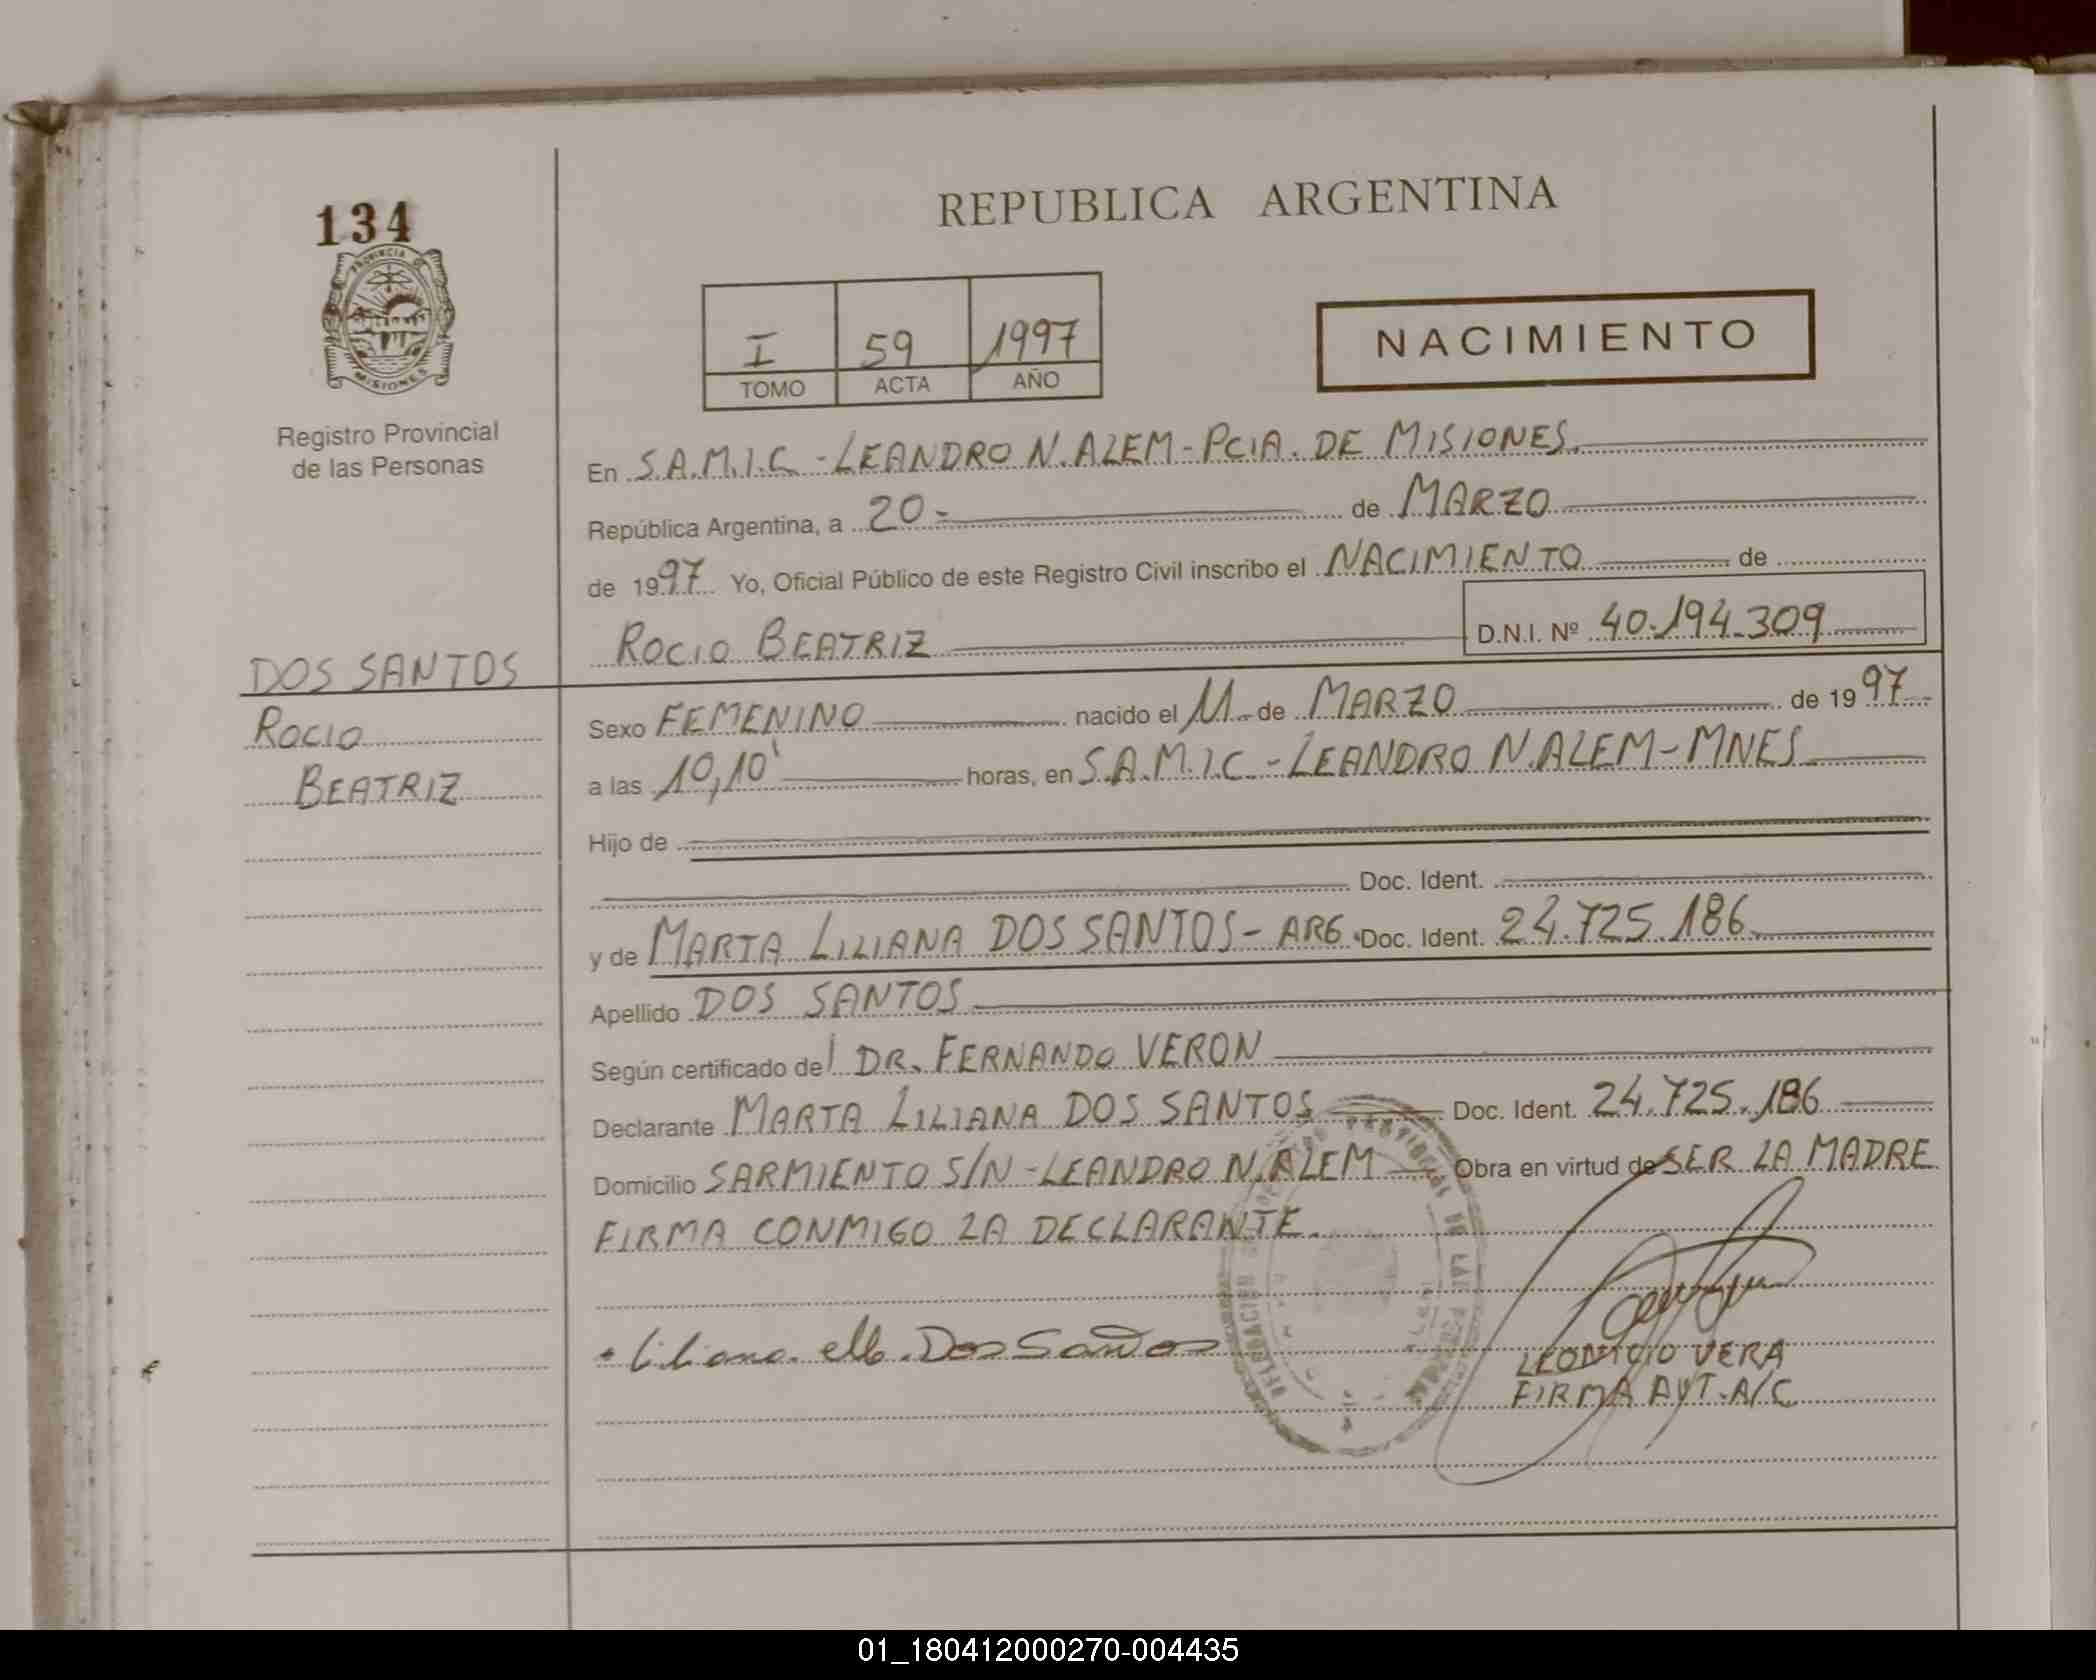 134
PROVINCIA DE
MISIONES
Registro Provincial
de las Personas
REPUBLICA ARGENTINA
I 59 1997
TOMO ACTA AÑO
NACIMIENTO
En S.A.M.I.C - LEANDRO N. ALEM - PCIA. DE MISIONES.
República Argentina, a 20- de MARZO
de 1997 Yo, Oficial Público de este Registro Civil inscribo el NACIMIENTO de
ROCIO BEATRIZ D.N.I. Nº 40.194.309
DOS SANTOS
ROCIO
BEATRIZ
Sexo FEMENINO nacido el 11 de MARZO de 1997
a las 10,10' horas, en S.A.M.I.C. - LEANDRO N. ALEM - MNES
Hijo de
Doc. Ident.
y de MARTA LILIANA DOS SANTOS - ARG Doc. Ident. 24.725.186
Apellido DOS SANTOS
Según certificado del DR. FERNANDO VERON
Declarante MARTA LILIANA DOS SANTOS Doc. Ident. 24.725.186
Domicilio SARMIENTO S/N - LEANDRO N. ALEM Obra en virtud de SER LA MADRE
FIRMA CONMIGO LA DECLARANTE.
Liliana M. Dos Santos
LEONICIO VERA
FIRMA AYT. A/C
01_180412000270-004435